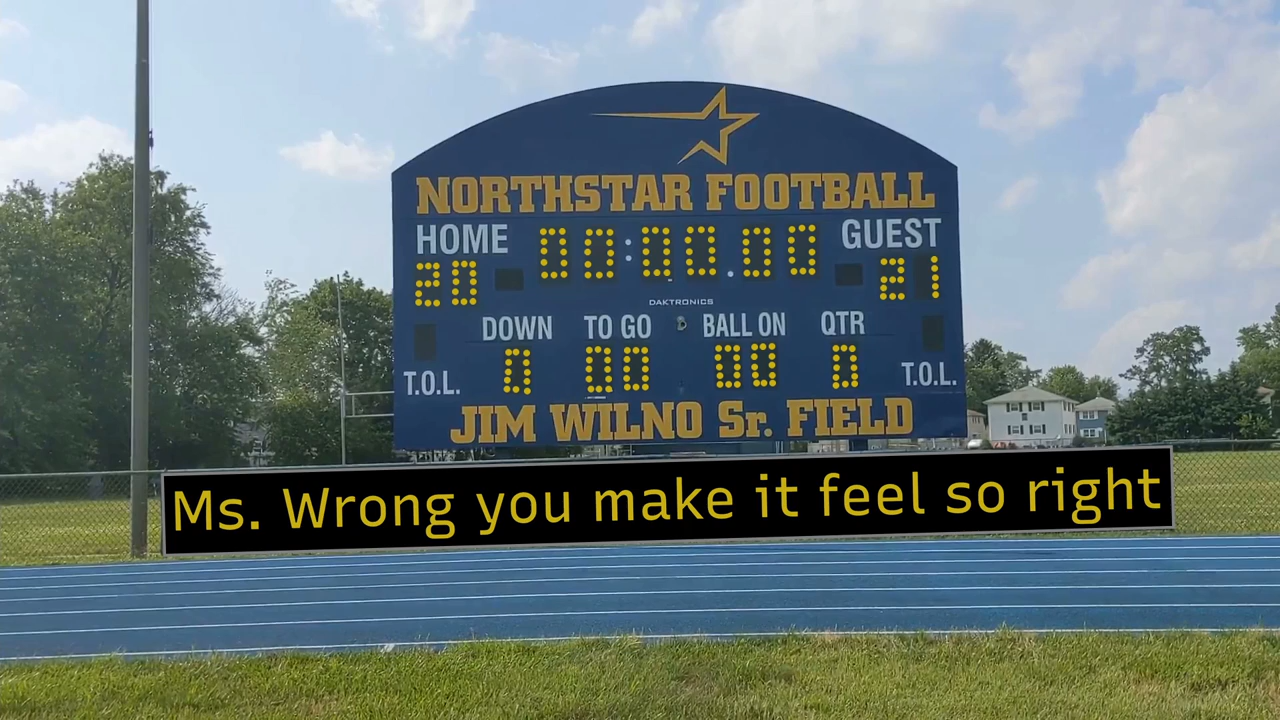 NORTHSTAR FOOTBALL
HOME 00:00.00 GUEST
20 21
DAKTRONICS
DOWN TO GO BALL ON QTR
T.O.L. 0 00 00 0 T.O.L.
JIM WILNO Sr. FIELD
Ms. Wrong you make it feel so right